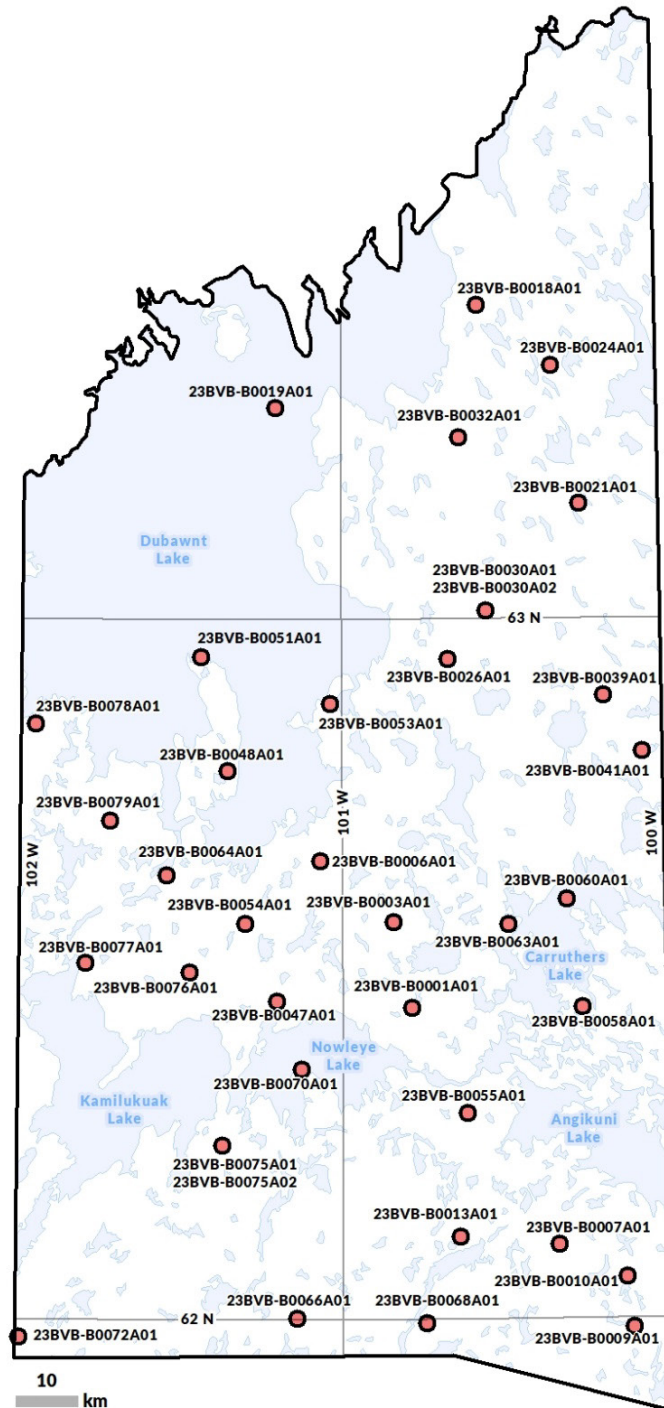 23BVB-B0018A01
23BVB-B0024A01
23BVB-B0019A01
23BVB-B0032A01
23BVB-B0021A01
Dubawnt
Lake
23BVB-B0030A01
23BVB-B0030A02
63 N
23BVB-B0051A01
23BVB-B0026A01
23BVB-B0039A01
23BVB-B0078A01
23BVB-B0053A01
23BVB-B0048A01
23BVB-B0041A01
23BVB-B0079A01
101 W
100 W
102 W
23BVB-B0064A01
23BVB-B0006A01
23BVB-B0060A01
23BVB-B0054A01
23BVB-B0003A01
23BVB-B0063A01
23BVB-B0077A01
Carruthers
Lake
23BVB-B0076A01
23BVB-B0001A01
23BVB-B0047A01
23BVB-B0058A01
Nowleye
Lake
23BVB-B0070A01
Kamilukuak
Lake
23BVB-B0055A01
Angikuni
Lake
23BVB-B0075A01
23BVB-B0075A02
23BVB-B0013A01
23BVB-B0007A01
23BVB-B0010A01
23BVB-B0066A01
23BVB-B0068A01
62 N
23BVB-B0072A01
23BVB-B0009A01
10
km